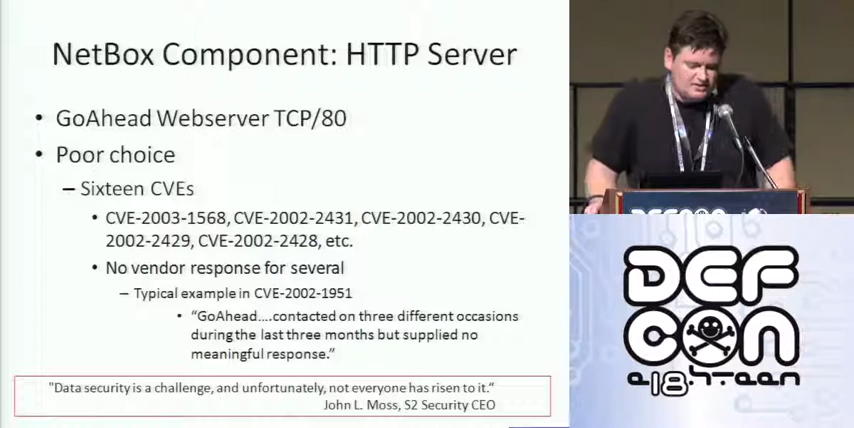 NetBox Component: HTTP Server
• GoAhead Webserver TCP/80
• Poor choice
– Sixteen CVEs
• CVE-2003-1568, CVE-2002-2431, CVE-2002-2430, CVE-
2002-2429, CVE-2002-2428, etc.
• No vendor response for several
– Typical example in CVE-2002-1951
• “GoAhead….contacted on three different occasions
during the last three months but supplied no
meaningful response.”
"Data security is a challenge, and unfortunately, not everyone has risen to it.“
John L. Moss, S2 Security CEO
DEFCON
DEF
CON
e18hteen